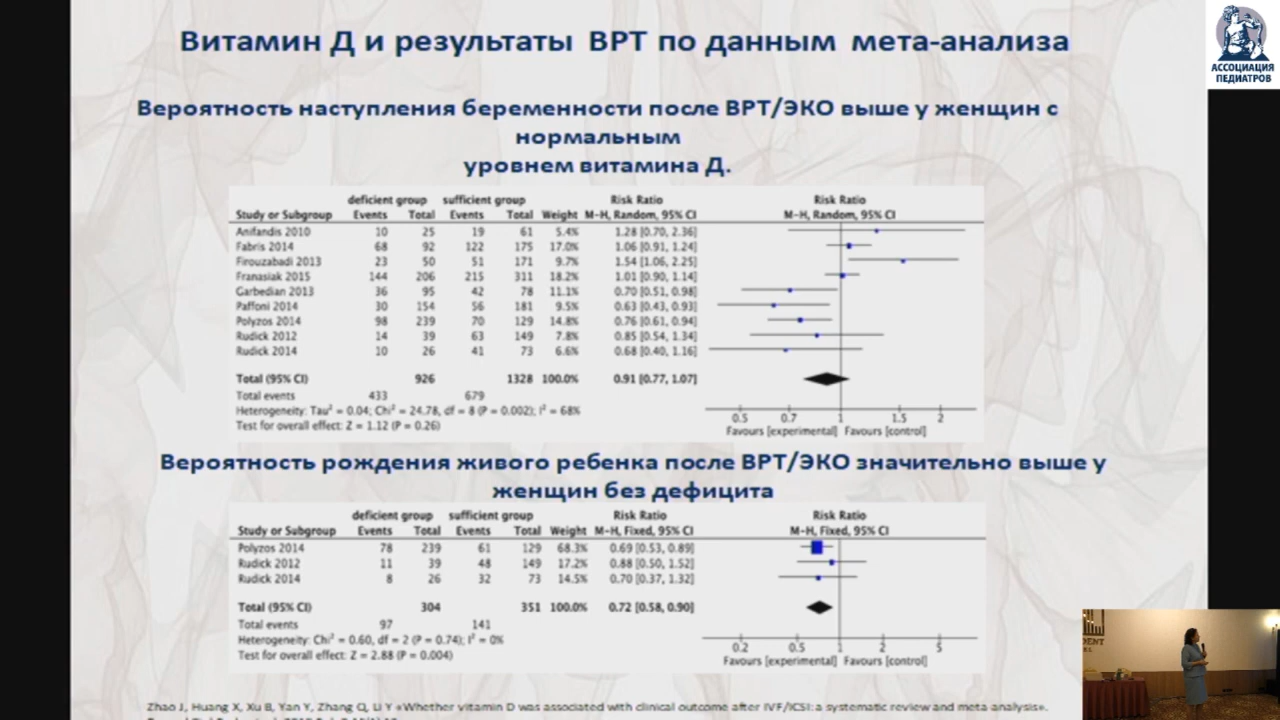 Витамин Д и результаты ВРТ по данным мета-анализа
АССОЦИАЦИЯ
ПЕДИАТРОВ
Вероятность наступления беременности после ВРТ/ЭКО выше у женщин с
нормальным
уровнем витамина Д.
deficient group sufficient group Risk Ratio Risk Ratio
Study or Subgroup Events Total Events Total Weight M-H, Random, 95% CI M-H, Random, 95% CI
Anifandis 2010 10 25 19 61 5.4% 1.28 [0.70, 2.36]
Fabris 2014 68 92 122 175 17.0% 1.06 [0.91, 1.24]
Firouzabadi 2013 23 50 51 171 9.7% 1.54 [1.06, 2.25]
Franasiak 2015 144 206 215 311 18.2% 1.01 [0.90, 1.14]
Garbedian 2013 36 95 42 78 11.1% 0.70 [0.51, 0.98]
Paffoni 2014 30 154 56 181 9.5% 0.63 [0.43, 0.93]
Polyzos 2014 98 239 70 129 14.8% 0.76 [0.61, 0.94]
Rudick 2012 14 39 63 149 7.8% 0.85 [0.54, 1.34]
Rudick 2014 10 26 41 73 6.6% 0.68 [0.40, 1.16]
Total (95% CI) 926 1328 100.0% 0.91 [0.77, 1.07]
Total events 433 679
Heterogeneity: Tau² = 0.04; Chi² = 24.78, df = 8 (P = 0.002); I² = 68%
Test for overall effect: Z = 1.12 (P = 0.26)
0.5 0.7 1 1.5 2
Favours [experimental] Favours [control]
Вероятность рождения живого ребенка после ВРТ/ЭКО значительно выше у
женщин без дефицита
deficient group sufficient group Risk Ratio Risk Ratio
Study or Subgroup Events Total Events Total Weight M-H, Fixed, 95% CI M-H, Fixed, 95% CI
Polyzos 2014 78 239 61 129 68.3% 0.69 [0.53, 0.89]
Rudick 2012 11 39 48 149 17.2% 0.88 [0.50, 1.52]
Rudick 2014 8 26 32 73 14.5% 0.70 [0.37, 1.32]
Total (95% CI) 304 351 100.0% 0.72 [0.58, 0.90]
Total events 97 141
Heterogeneity: Chi² = 0.60, df = 2 (P = 0.74); I² = 0%
Test for overall effect: Z = 2.88 (P = 0.004)
0.2 0.5 1 2 5
Favours [experimental] Favours [control]
Zhao J, Huang X, Xu B, Yan Y, Zhang Q, Li Y «Whether vitamin D was associated with clinical outcome after IVF/ICSI: a systematic review and meta analysis».